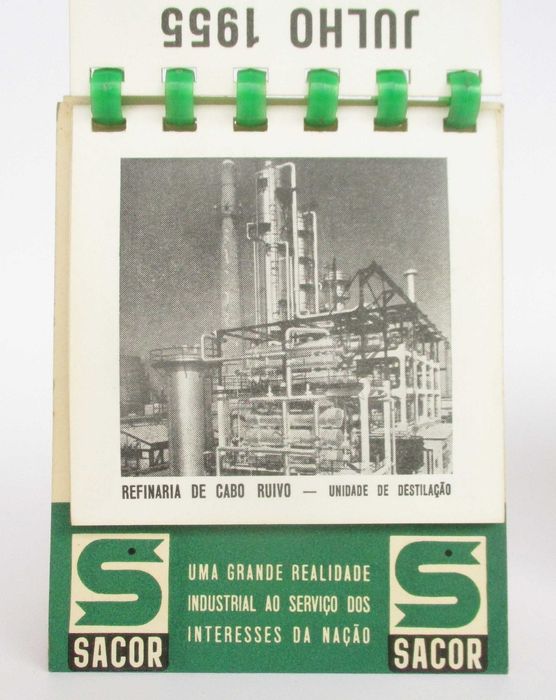 JULHO 1955
REFINARIA DE CABO RUIVO — UNIDADE DE DESTILAÇÃO
SACOR
UMA GRANDE REALIDADE
INDUSTRIAL AO SERVIÇO DOS
INTERESSES DA NAÇÃO
SACOR